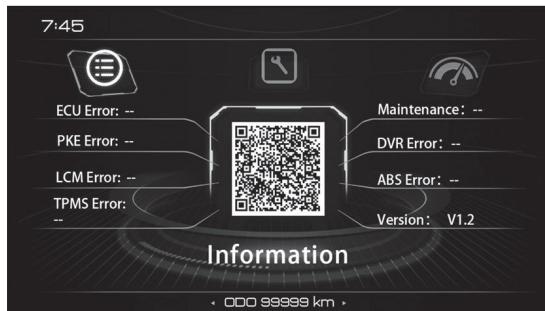 7:45
ECU Error: --
PKE Error: --
LCM Error: --
TPMS Error:
--
Maintenance: --
DVR Error: --
ABS Error: --
Version: V1.2
Information
ODO 99999 km